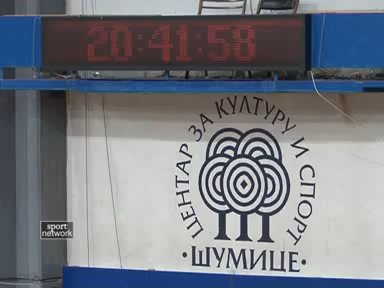 20:41:58
ЦЕНТАР ЗА КУЛТУРУ И СПОРТ
·ШУМИЦЕ·
sport
network